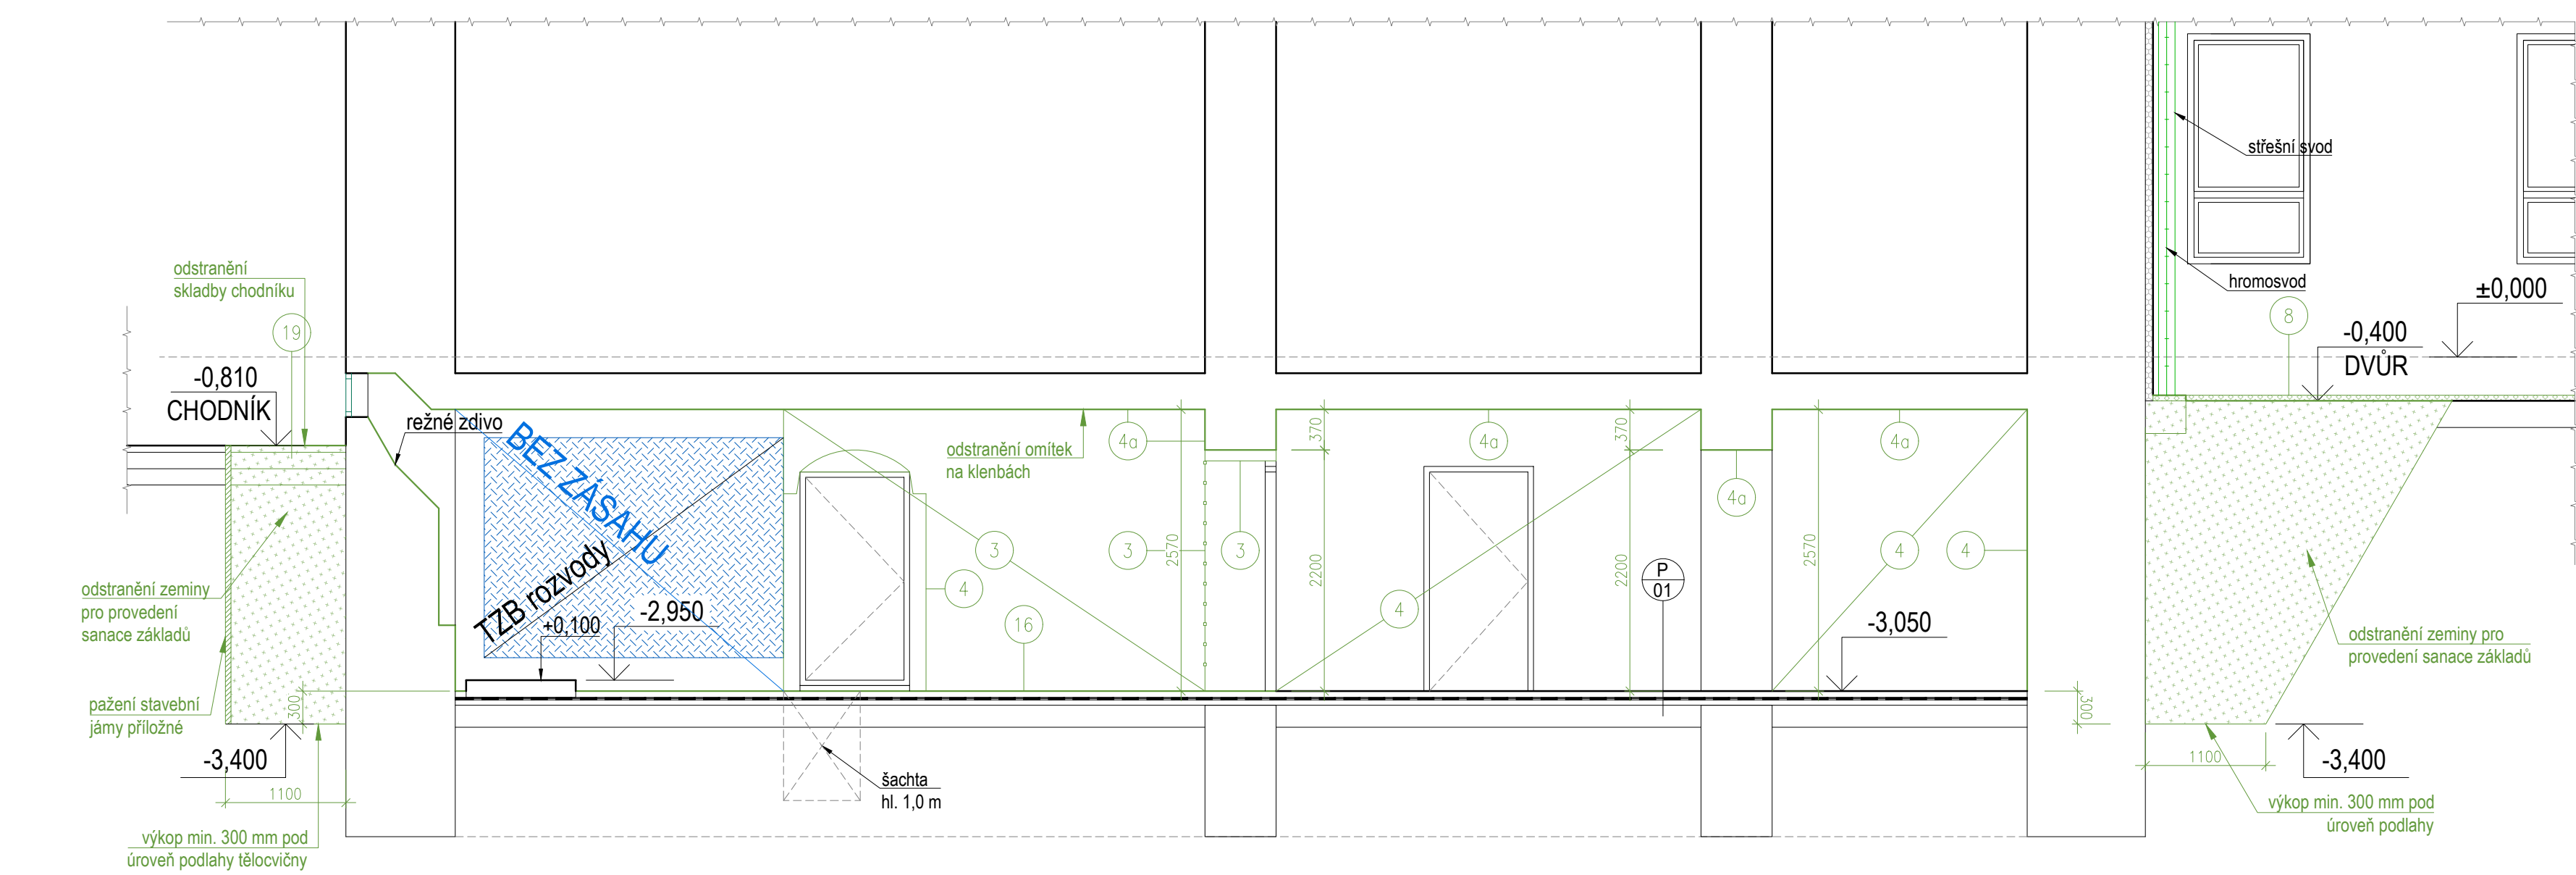 střešní svod
hromosvod
±0,000
8
-0,400
DVŮR
odstranění
skladby chodníku
19
-0,810
CHODNÍK
režné zdivo
BEZ ZÁSAHU
TZB rozvody
odstranění omítek
na klenbách
4a
370
4a
370
4a
4a
3
3
3
2570
2200
4
2200
2570
4
4
4
P
01
16
+0,100
-2,950
-3,050
odstranění zeminy
pro provedení
sanace základů
odstranění zeminy pro
provedení sanace základů
pažení stavební
jámy příložné
300
300
-3,400
1100
šachta
hl. 1,0 m
1100
-3,400
výkop min. 300 mm pod
úroveň podlahy tělocvičny
výkop min. 300 mm pod
úroveň podlahy